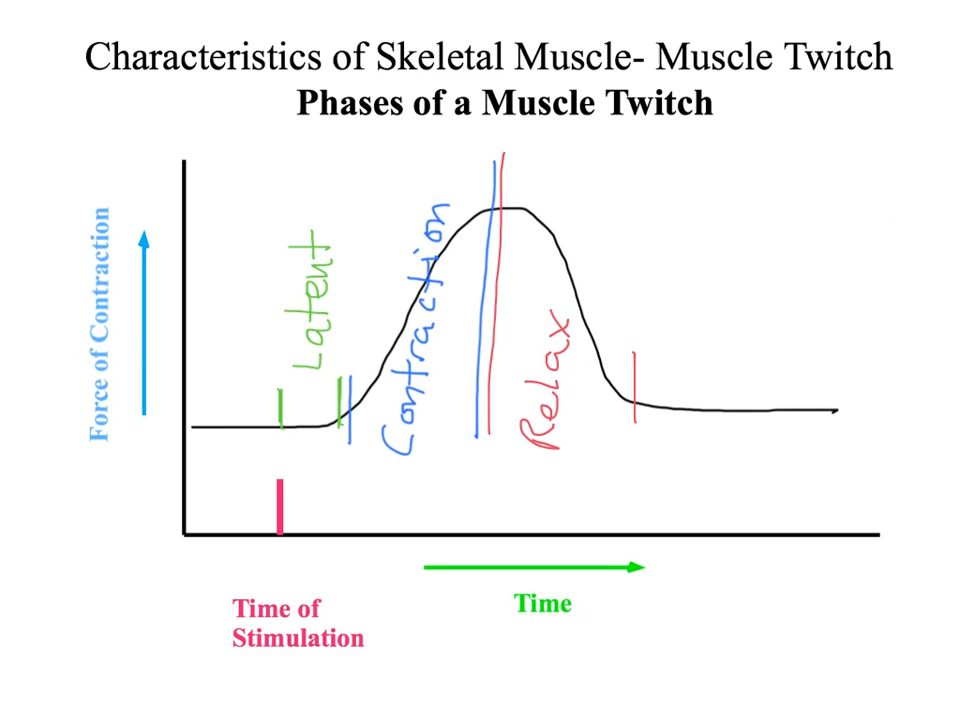 Characteristics of Skeletal Muscle- Muscle Twitch
Phases of a Muscle Twitch
Force of Contraction
Latent
Contraction
Relax
Time of
Stimulation
Time